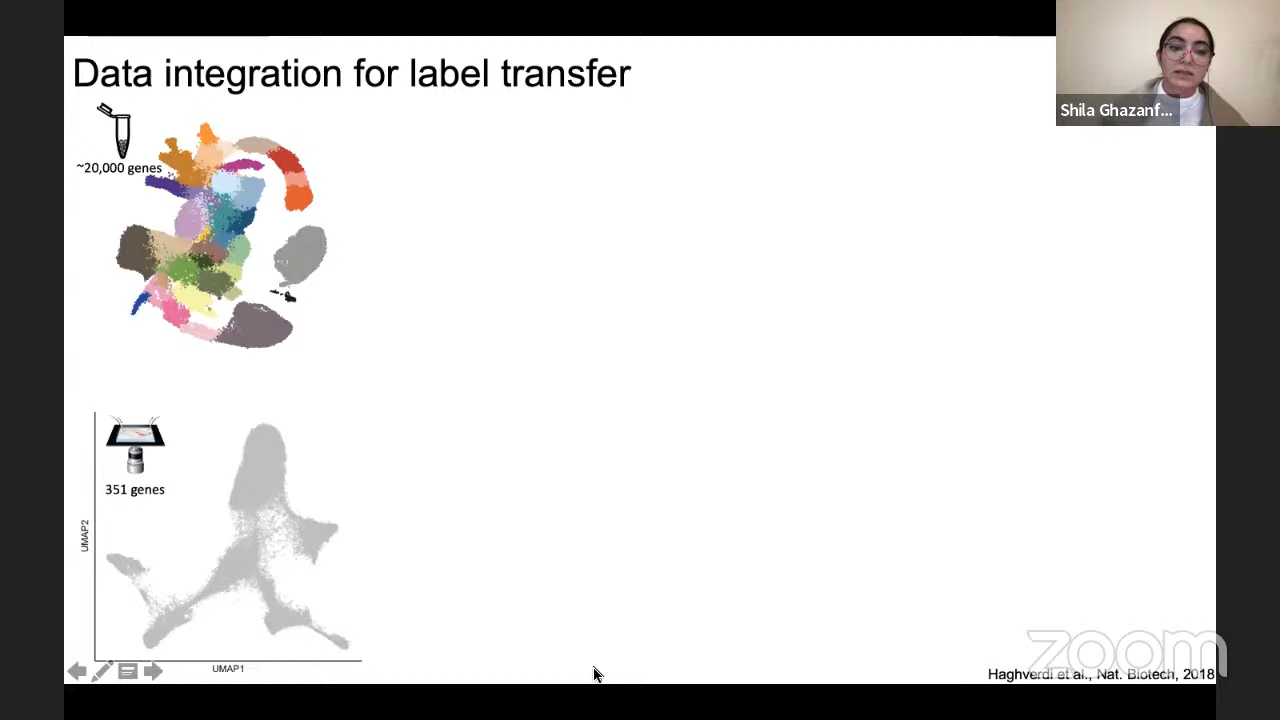 Data integration for label transfer
Shila Ghazanf...
~20,000 genes
351 genes
UMAP2
UMAP1
zoom
Haghverdi et al., Nat. Biotech, 2018